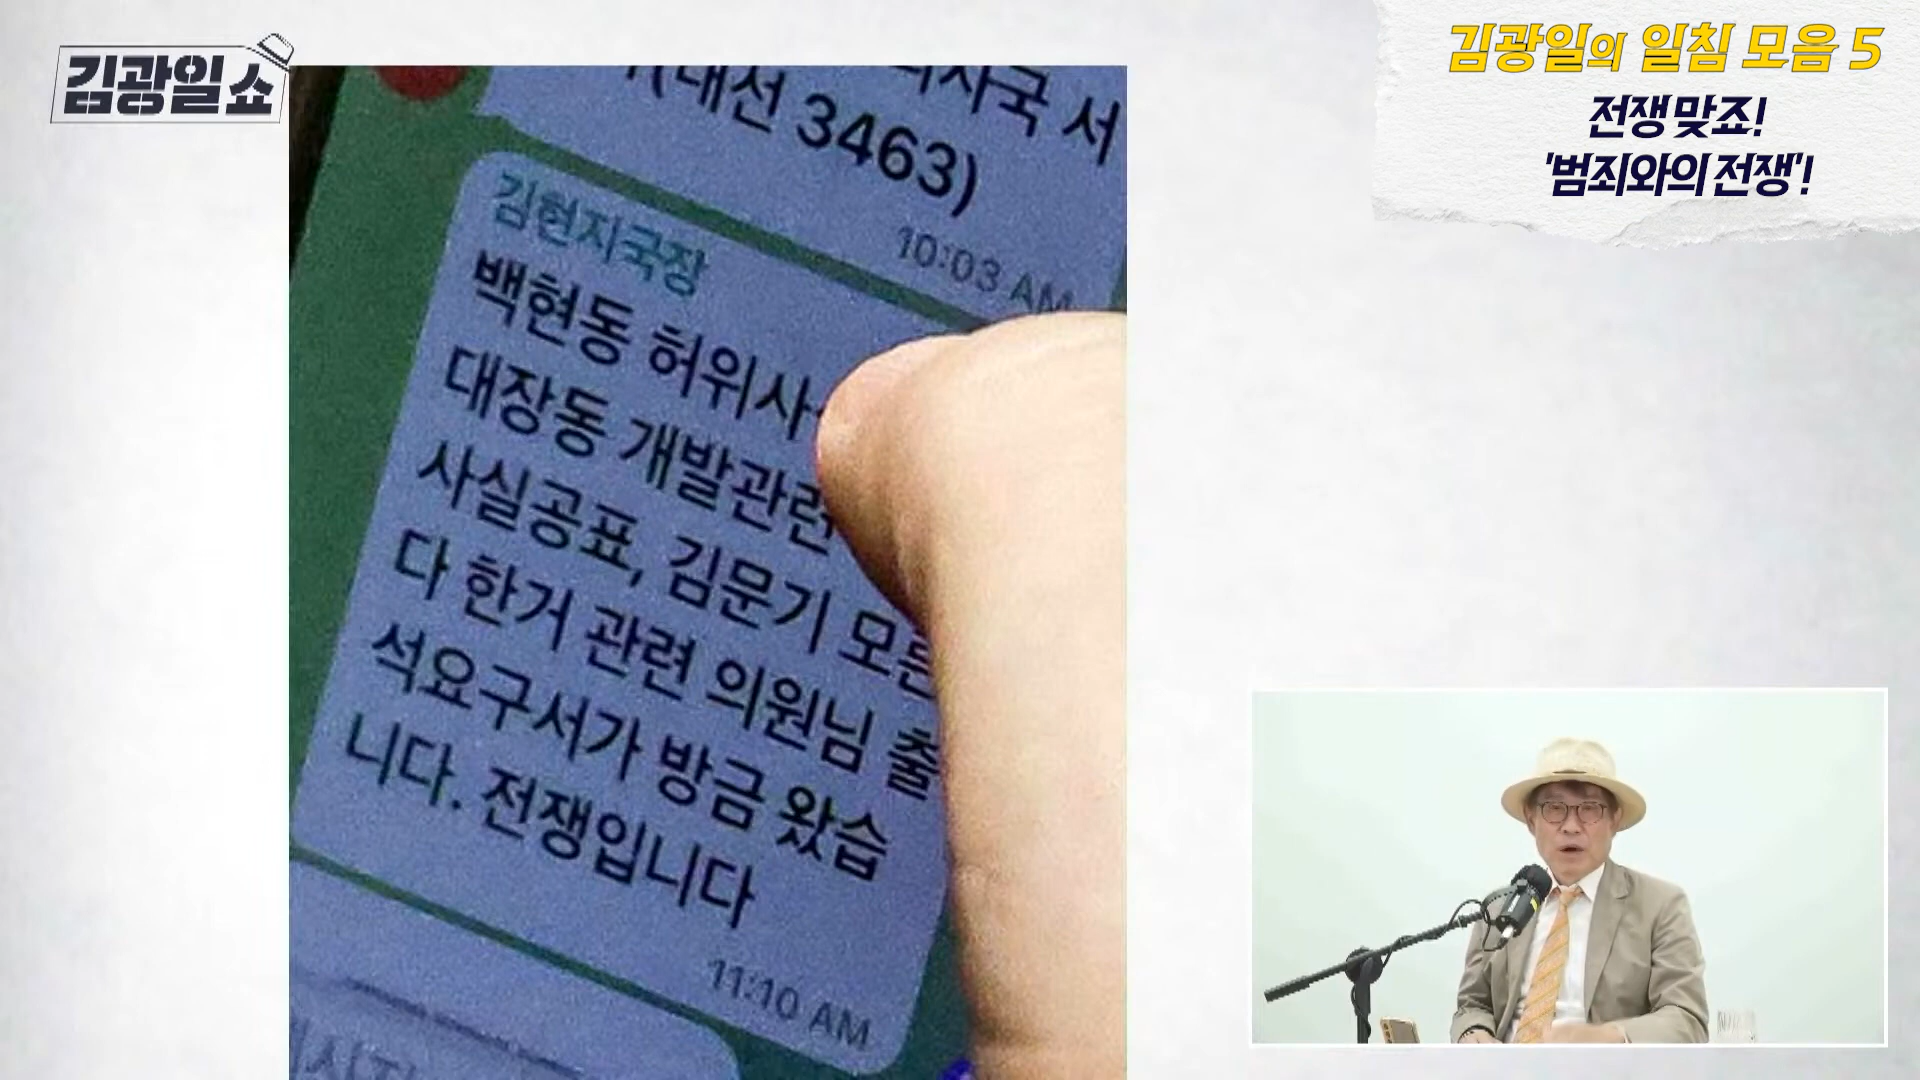 김광일쇼
김광일의 일침 모음 5
전쟁 맞죠!
'범죄와의 전쟁'!
(대선 3463)
서
10:03 AM
김현지국장
백현동 허위사
대장동 개발관련
사실공표, 김문기 모른
다 한거 관련 의원님 출
석요구서가 방금 왔습
니다. 전쟁입니다
11:10 AM